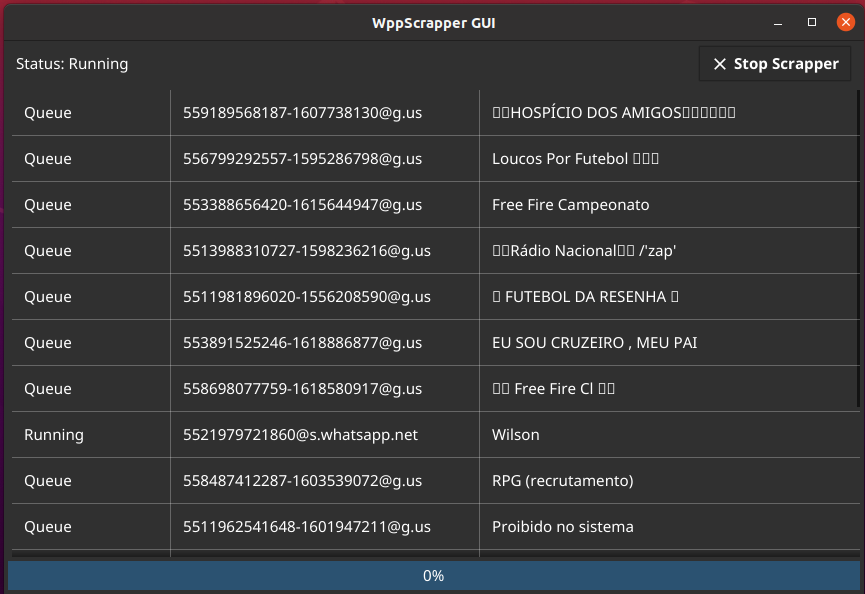 WppScrapper GUI
Status: Running
Stop Scrapper
Queue 559189568187-1607738130@g.us HOSPÍCIO DOS AMIGOS
Queue 556799292557-1595286798@g.us Loucos Por Futebol
Queue 553388656420-1615644947@g.us Free Fire Campeonato
Queue 5513988310727-1598236216@g.us Rádio Nacional /'zap'
Queue 5511981896020-1556208590@g.us FUTEBOL DA RESENHA
Queue 553891525246-1618886877@g.us EU SOU CRUZEIRO , MEU PAI
Queue 558698077759-1618580917@g.us Free Fire Cl
Running 5521979721860@s.whatsapp.net Wilson
Queue 558487412287-1603539072@g.us RPG (recrutamento)
Queue 5511962541648-1601947211@g.us Proibido no sistema
0%